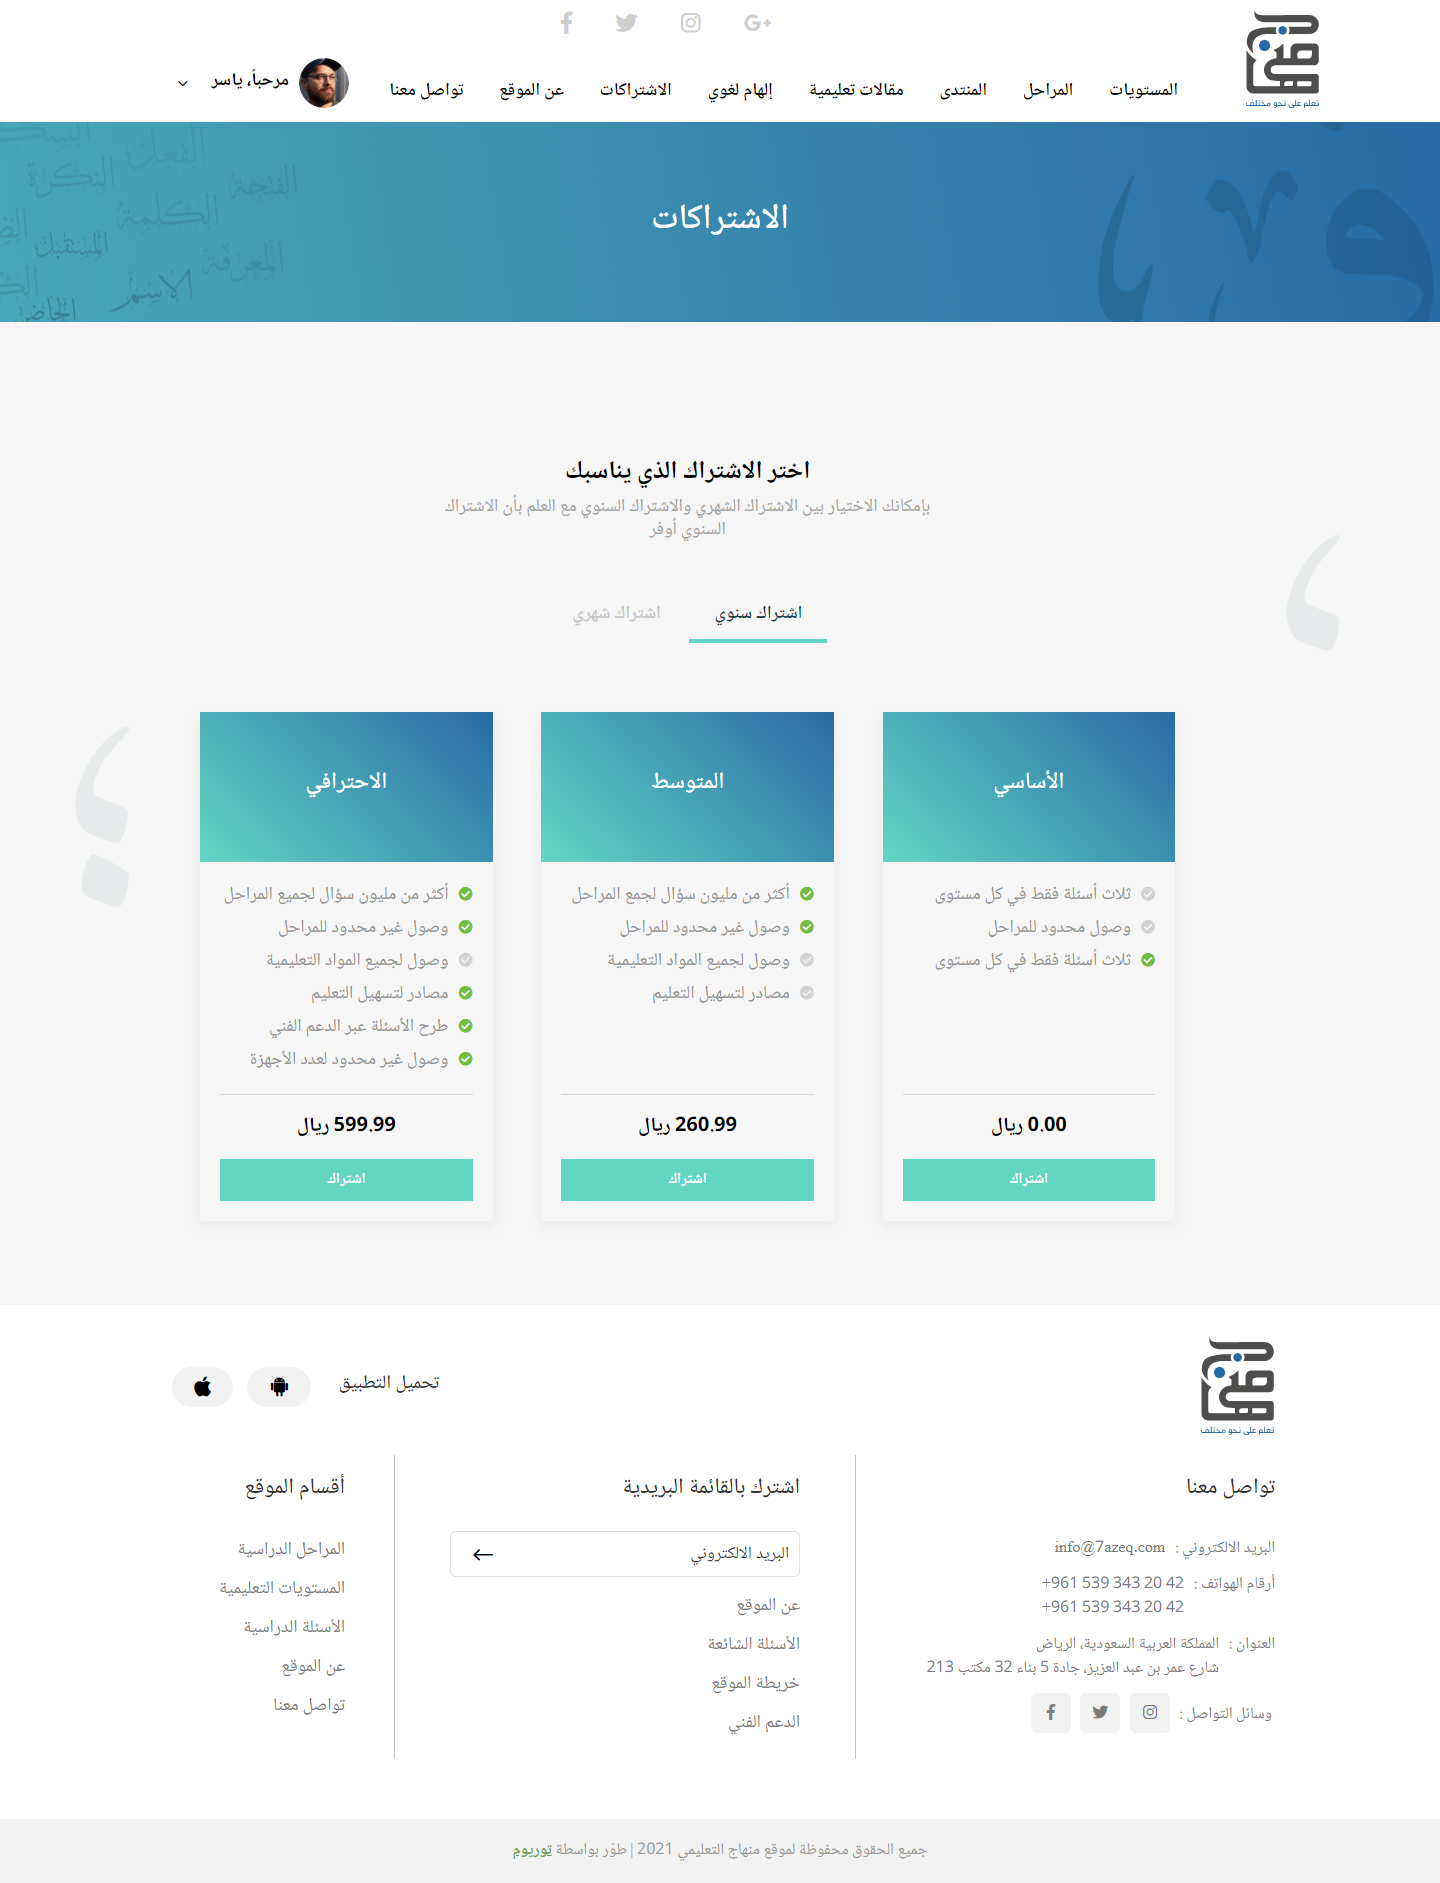 تعلم على نحو مختلف
المستويات
المراحل
المنتدى
مقالات تعليمية
إلهام لغوي
الاشتراكات
عن الموقع
تواصل معنا
مرحباً، ياسر
الاشتراكات
الفعل
النكرة
الفتحة
الكلمة
المستقبل
المعرفة
الاسم
الحاضر
اختر الاشتراك الذي يناسبك
بإمكانك الاختيار بين الاشتراك الشهري والاشتراك السنوي مع العلم بأن الاشتراك
السنوي أوفر
اشتراك سنوي
اشتراك شهري
الأساسي
ثلاث أسئلة فقط في كل مستوى
وصول محدود للمراحل
ثلاث أسئلة فقط في كل مستوى
0.00 ريال
اشتراك
المتوسط
أكثر من مليون سؤال لجمع المراحل
وصول غير محدود للمراحل
وصول لجميع المواد التعليمية
مصادر لتسهيل التعليم
260.99 ريال
اشتراك
الاحترافي
أكثر من مليون سؤال لجميع المراحل
وصول غير محدود للمراحل
وصول لجميع المواد التعليمية
مصادر لتسهيل التعليم
طرح الأسئلة عبر الدعم الفني
وصول غير محدود لعدد الأجهزة
599.99 ريال
اشتراك
تعلم على نحو مختلف
تحميل التطبيق
تواصل معنا
البريد الالكتروني : info@7azeq.com
أرقام الهواتف : +961 539 343 20 42
+961 539 343 20 42
العنوان : المملكة العربية السعودية، الرياض
شارع عمر بن عبد العزيز، جادة 5 بناء 32 مكتب 213
وسائل التواصل :
اشترك بالقائمة البريدية
البريد الالكتروني
عن الموقع
الأسئلة الشائعة
خريطة الموقع
الدعم الفني
أقسام الموقع
المراحل الدراسية
المستويات التعليمية
الأسئلة الدراسية
عن الموقع
تواصل معنا
جميع الحقوق محفوظة لموقع منهاج التعليمي 2021 | طوّر بواسطة توريوم